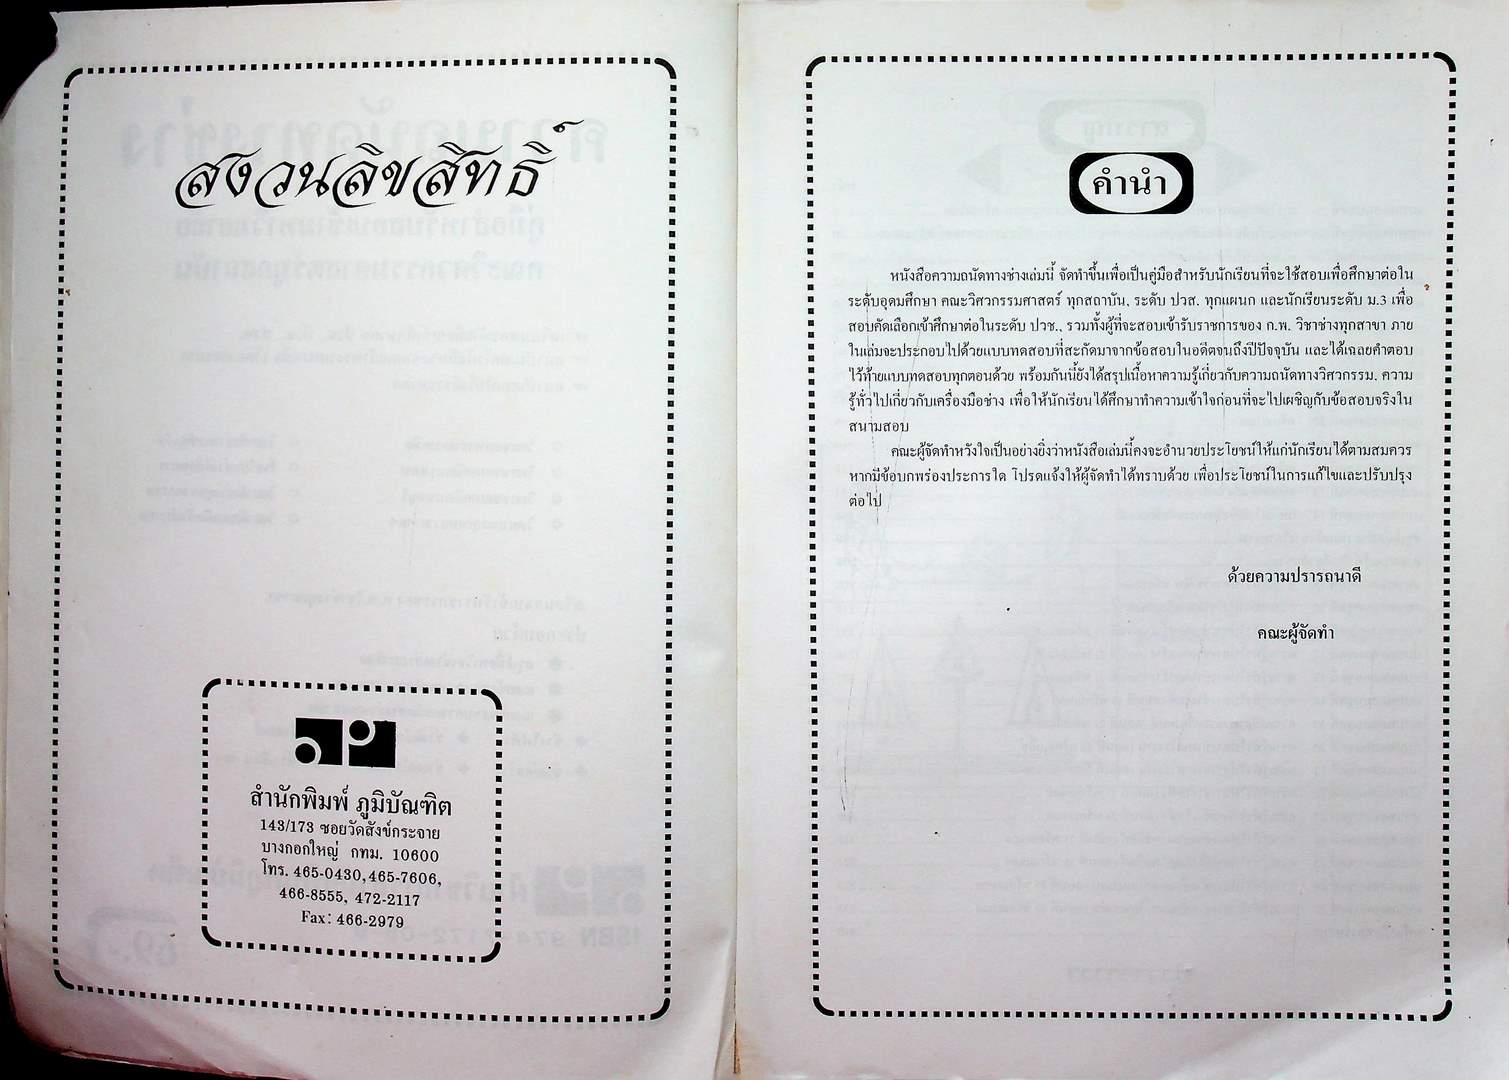 สงวนลิขสิทธิ์
สำนักพิมพ์ ภูมิบัณฑิต
143/173 ซอยวัดสังข์กระจาย
บางกอกใหญ่ กทม. 10600
โทร. 465-0430,465-7606,
466-8555, 472-2117
Fax: 466-2979
คำนำ
หนังสือความถนัดทางช่างเล่มนี้ จัดทำขึ้นเพื่อเป็นคู่มือสำหรับนักเรียนที่จะใช้สอบเพื่อศึกษาต่อใน
ระดับอุดมศึกษา คณะวิศวกรรมศาสตร์ ทุกสถาบัน, ระดับ ปวส. ทุกแผนก และนักเรียนระดับ ม.3 เพื่อ
สอบคัดเลือกเข้าศึกษาต่อในระดับ ปวช., รวมทั้งผู้ที่จะสอบเข้ารับราชการของ ก.พ. วิชาช่างทุกสาขา ภาย
ในเล่มจะประกอบไปด้วยแบบทดสอบที่สะกัดมาจากข้อสอบในอดีตจนถึงปีปัจจุบัน และได้เฉลยคำตอบ
ไว้ท้ายแบบทดสอบทุกตอนด้วย พร้อมกันนี้ยังได้สรุปเนื้อหาความรู้เกี่ยวกับความถนัดทางวิศวกรรม, ความ
รู้ทั่วไปเกี่ยวกับเครื่องมือช่าง เพื่อให้นักเรียนได้ศึกษาทำความเข้าใจก่อนที่จะไปเผชิญกับข้อสอบจริงใน
สนามสอบ
คณะผู้จัดทำหวังใจเป็นอย่างยิ่งว่าหนังสือเล่มนี้คงจะอำนวยประโยชน์ให้แก่นักเรียนได้ตามสมควร
หากมีข้อบกพร่องประการใด โปรดแจ้งให้ผู้จัดทำได้ทราบด้วย เพื่อประโยชน์ในการแก้ไขและปรับปรุง
ต่อไป
ด้วยความปรารถนาดี
คณะผู้จัดทำ